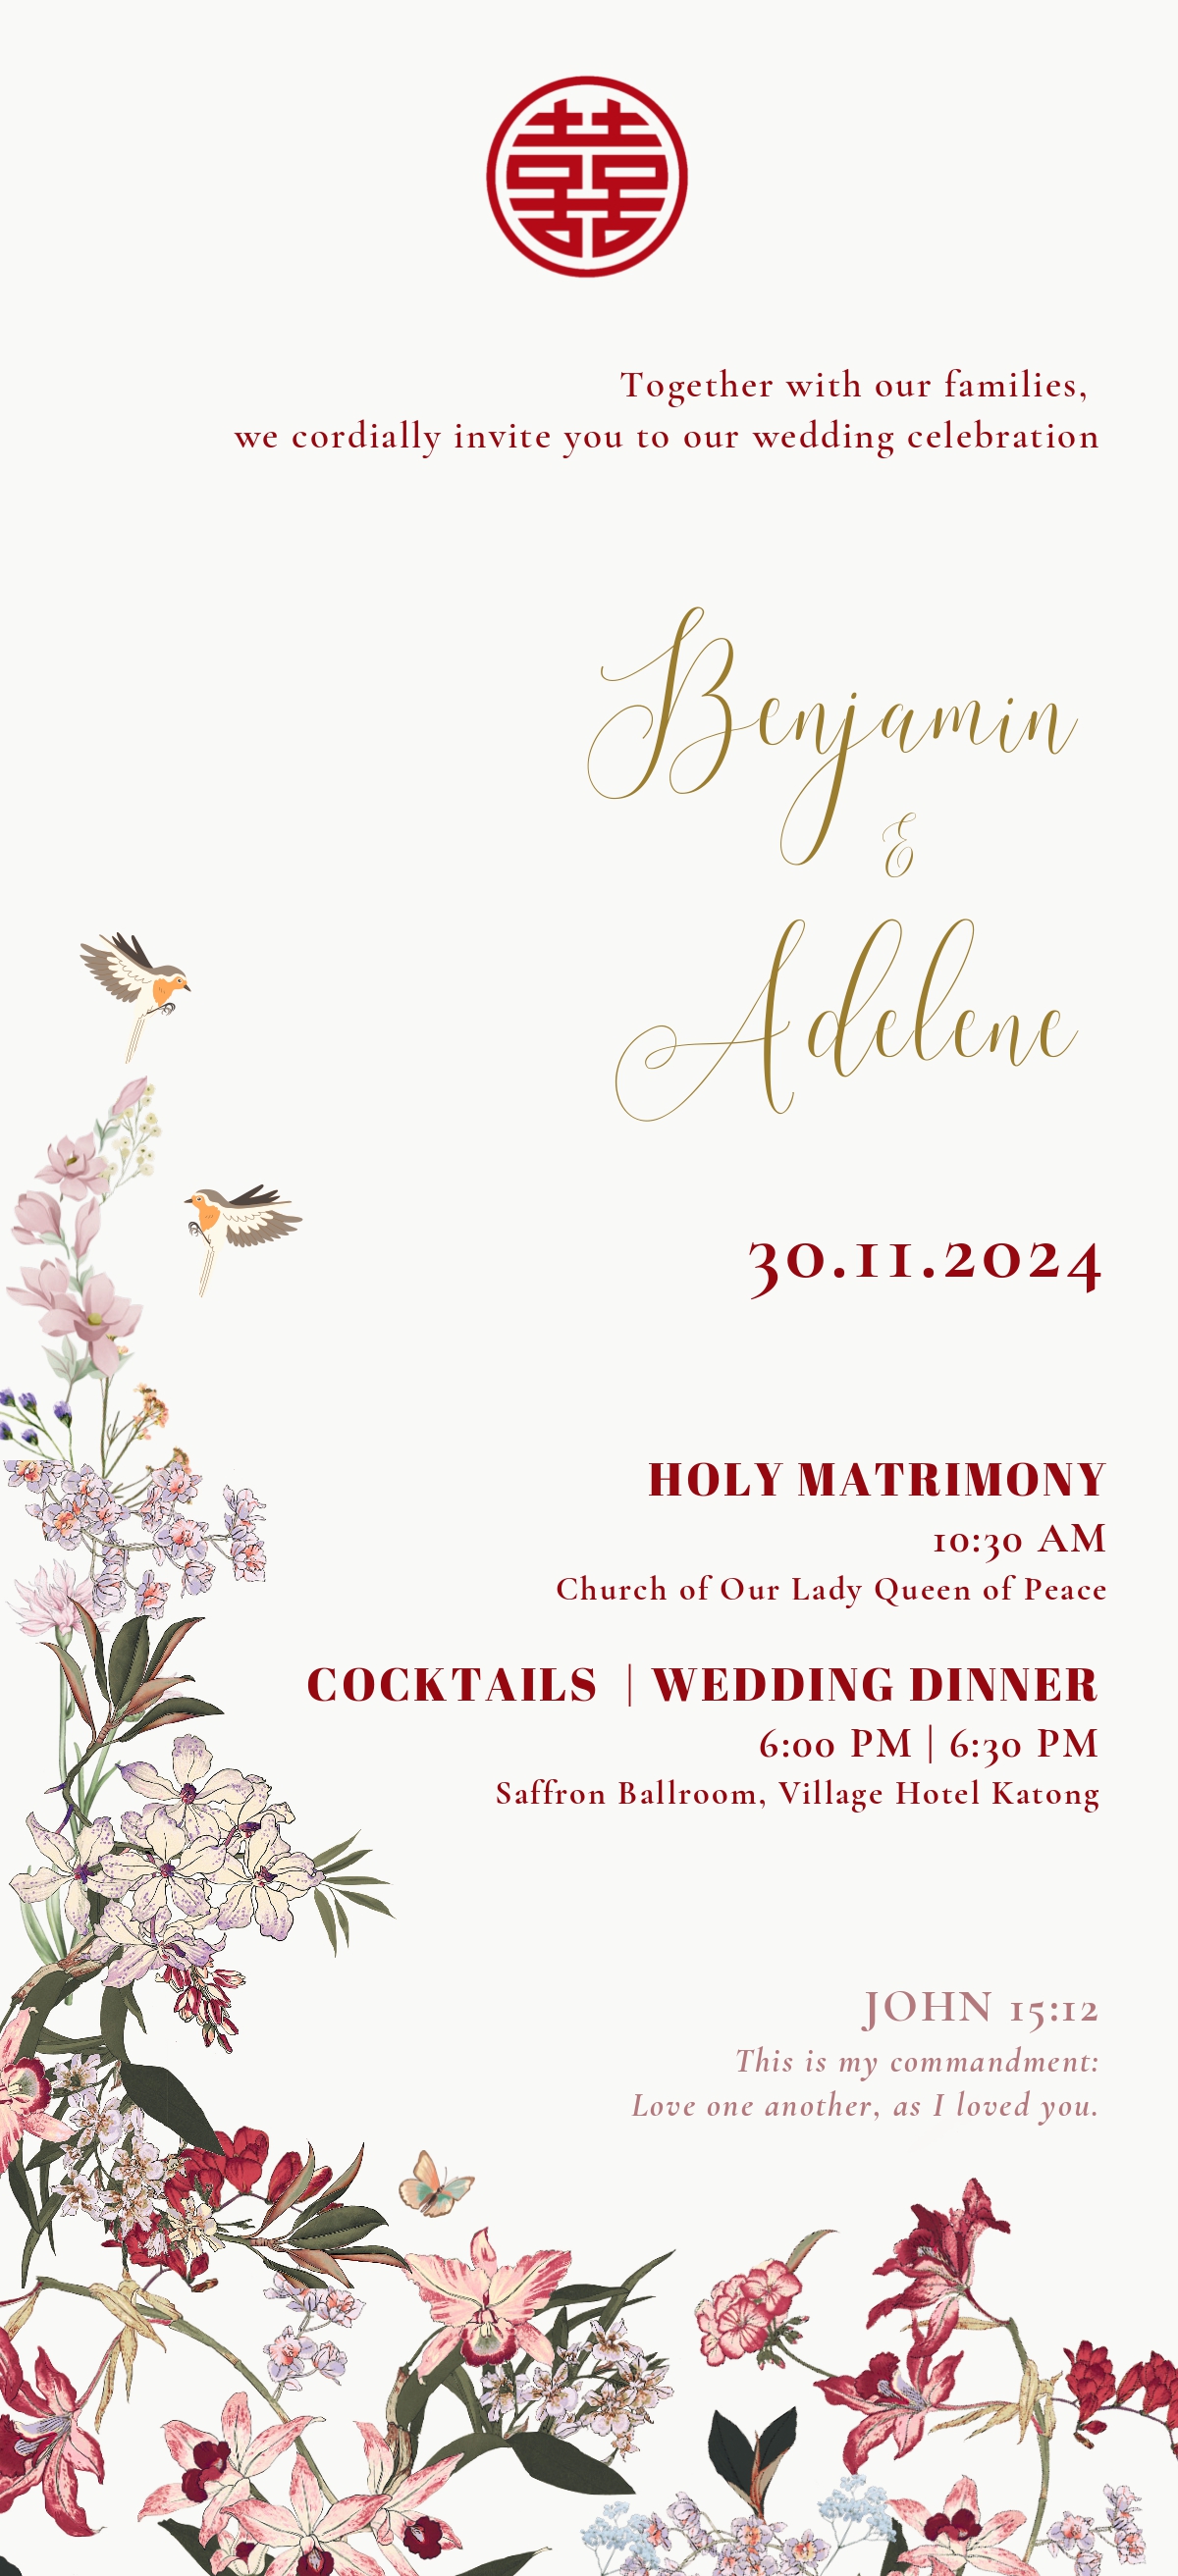 囍
Together with our families,
we cordially invite you to our wedding celebration
Benjamin
&
Adelene
30.11.2024
HOLY MATRIMONY
10:30 AM
Church of Our Lady Queen of Peace
COCKTAILS | WEDDING DINNER
6:00 PM | 6:30 PM
Saffron Ballroom, Village Hotel Katong
JOHN 15:12
This is my commandment:
Love one another, as I loved you.